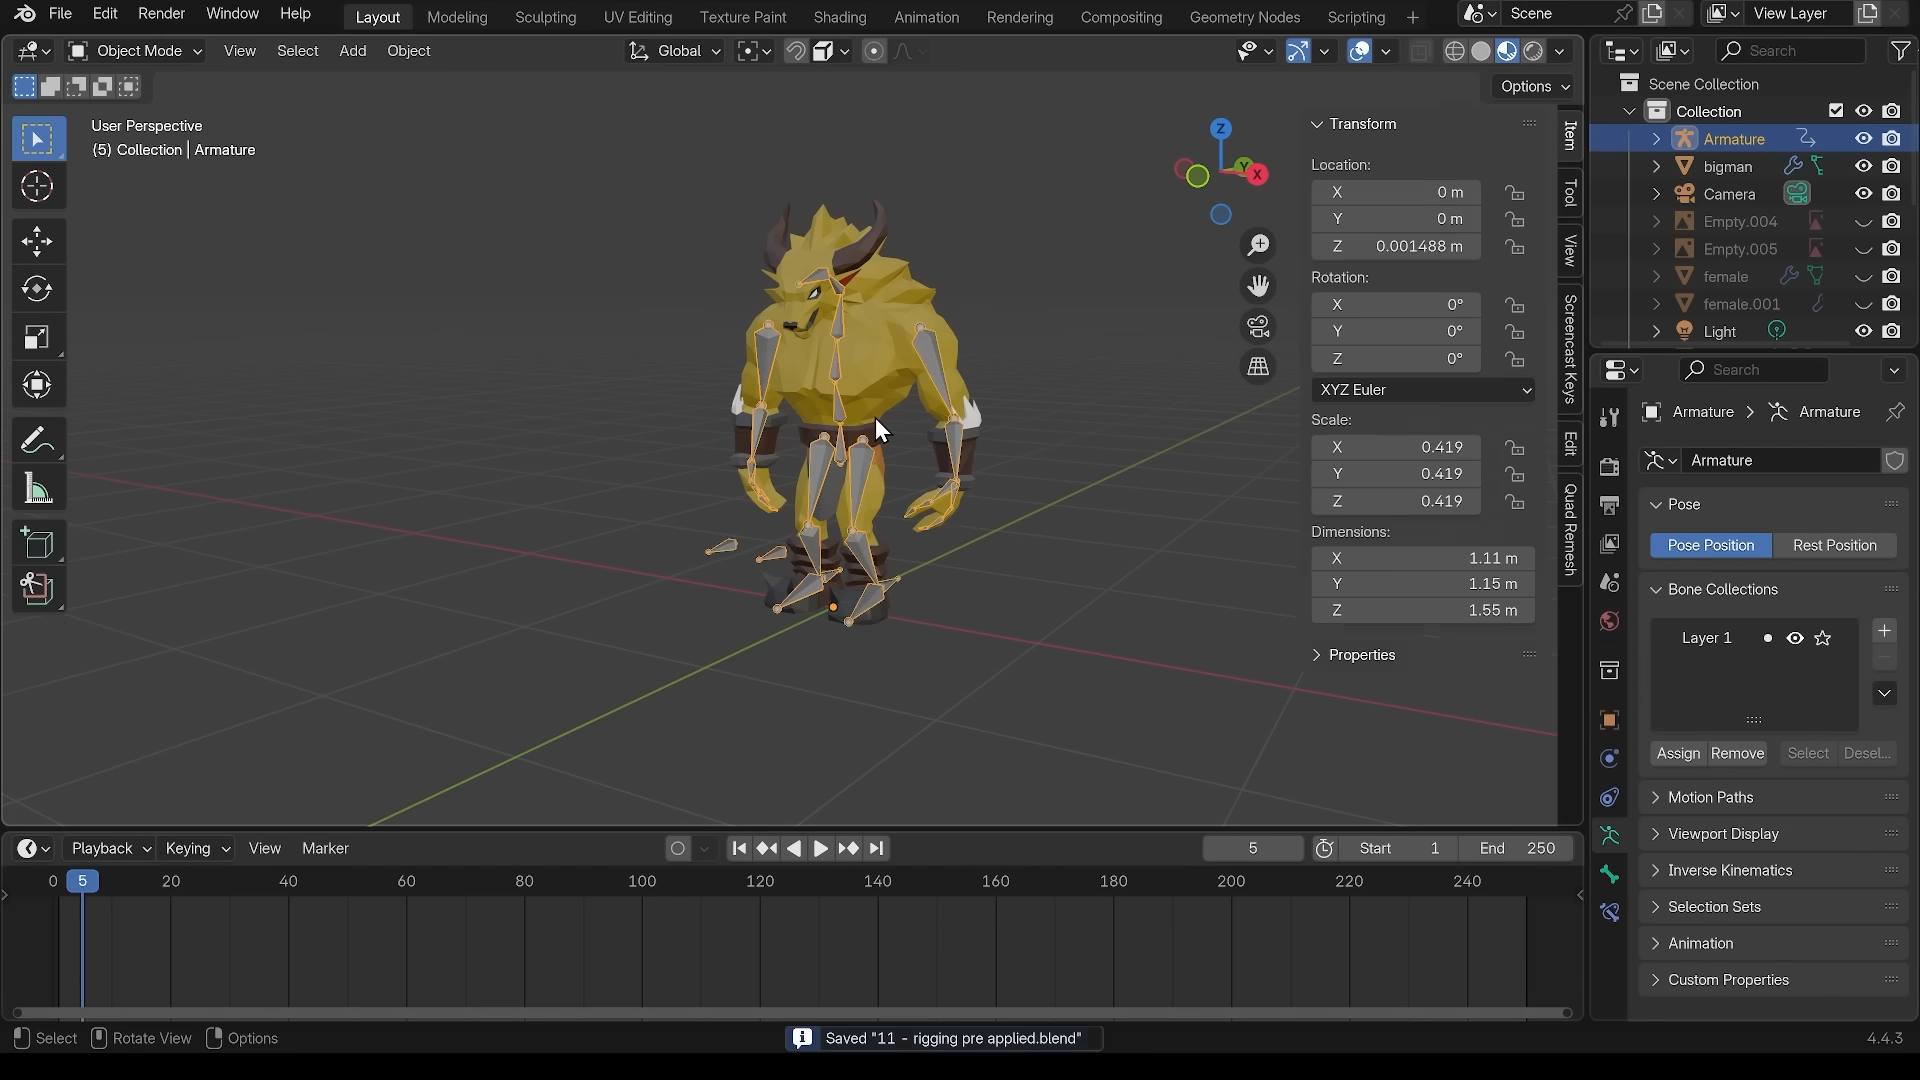 File Edit Render Window Help
Layout Modeling Sculpting UV Editing Texture Paint Shading Animation Rendering Compositing Geometry Nodes Scripting +
Scene
View Layer
Object Mode View Select Add Object
Global
Options
Search
User Perspective
(5) Collection | Armature
Z
Y
X
Transform
Location:
X 0 m
Y 0 m
Z 0.001488 m
Rotation:
X 0°
Y 0°
Z 0°
XYZ Euler
Scale:
X 0.419
Y 0.419
Z 0.419
Dimensions:
X 1.11 m
Y 1.15 m
Z 1.55 m
Properties
Item
Tool
View
Screencast Keys
Edit
Quad Remesh
Scene Collection
Collection
Armature
bigman
Camera
Empty.004
Empty.005
female
female.001
Light
Search
Armature > Armature
Armature
Pose
Pose Position Rest Position
Bone Collections
Layer 1
Assign Remove Select Desel...
Motion Paths
Viewport Display
Inverse Kinematics
Selection Sets
Animation
Custom Properties
Playback Keying View Marker
5 Start 1 End 250
0 5 20 40 60 80 100 120 140 160 180 200 220 240
Select Rotate View Options
Saved "11 - rigging pre applied.blend"
4.4.3